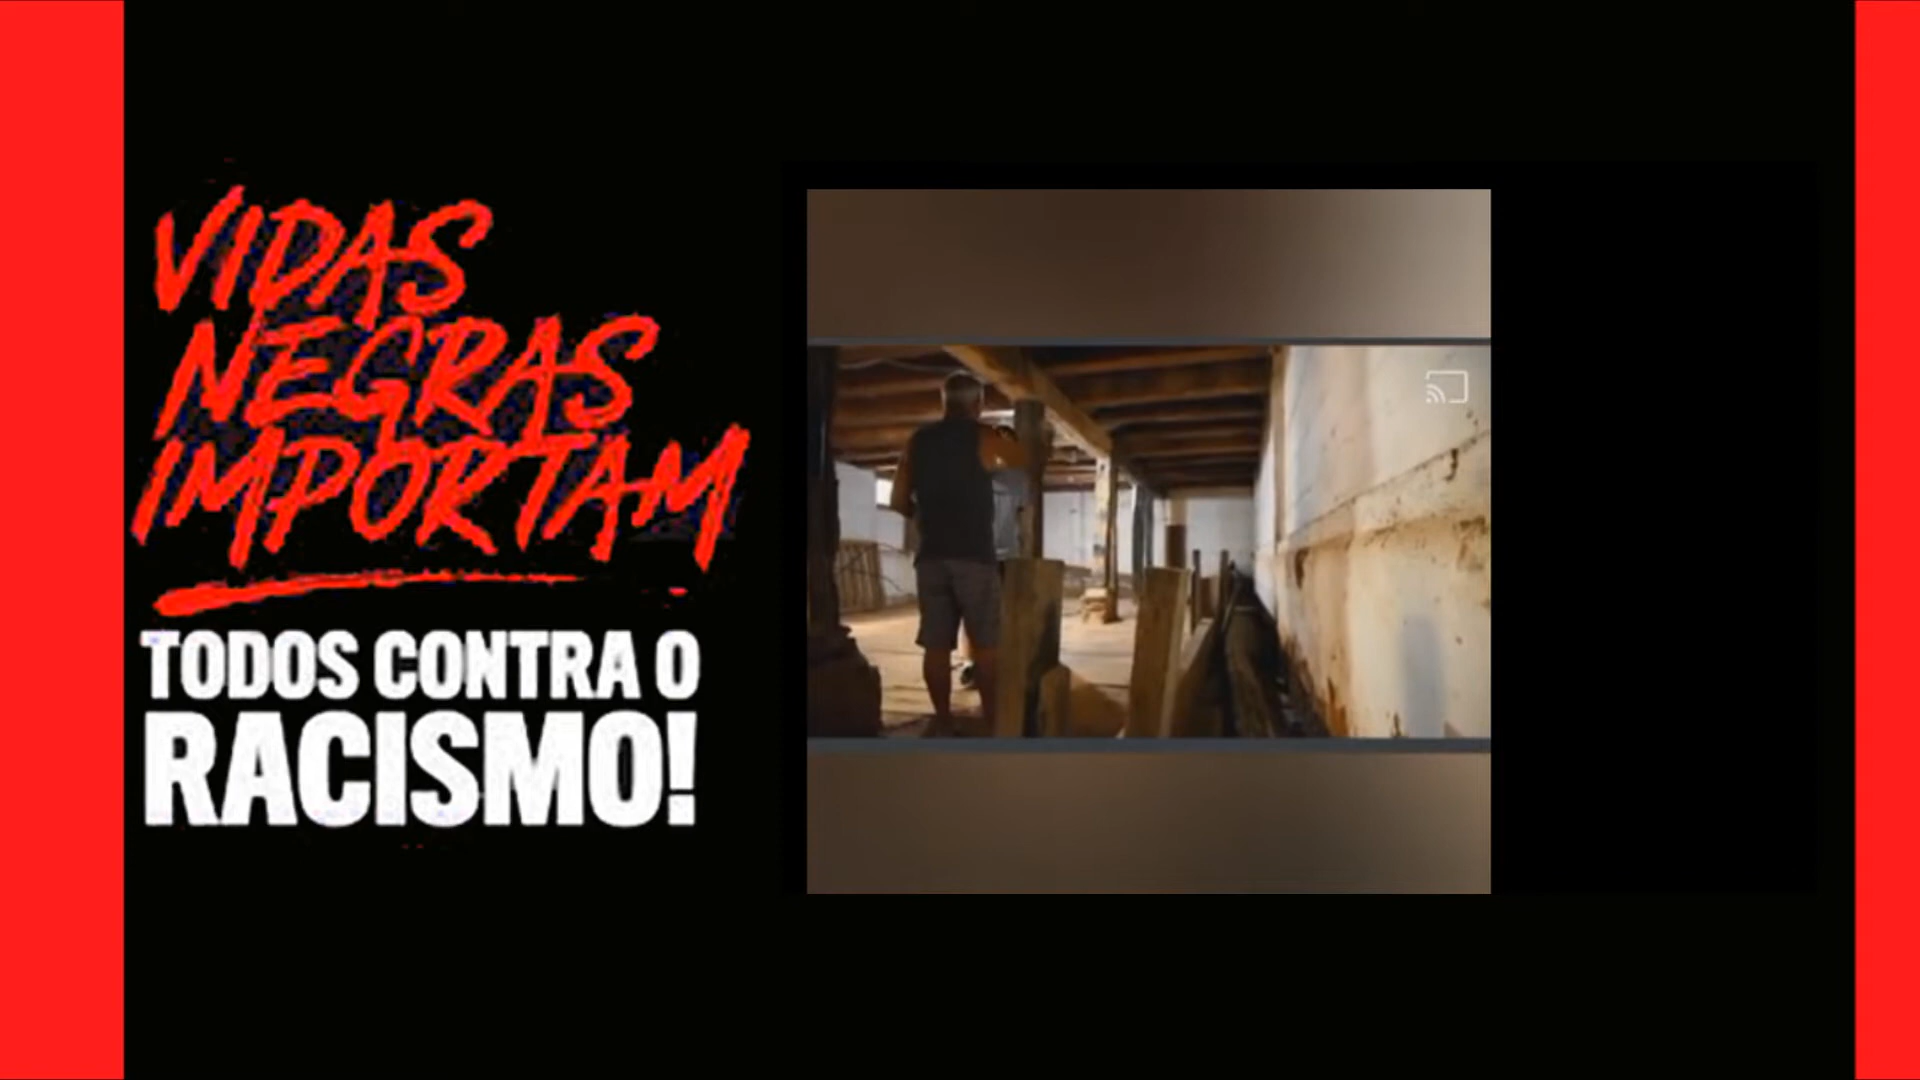 VIDAS
NEGRAS
IMPORTAM
TODOS CONTRA O
RACISMO!